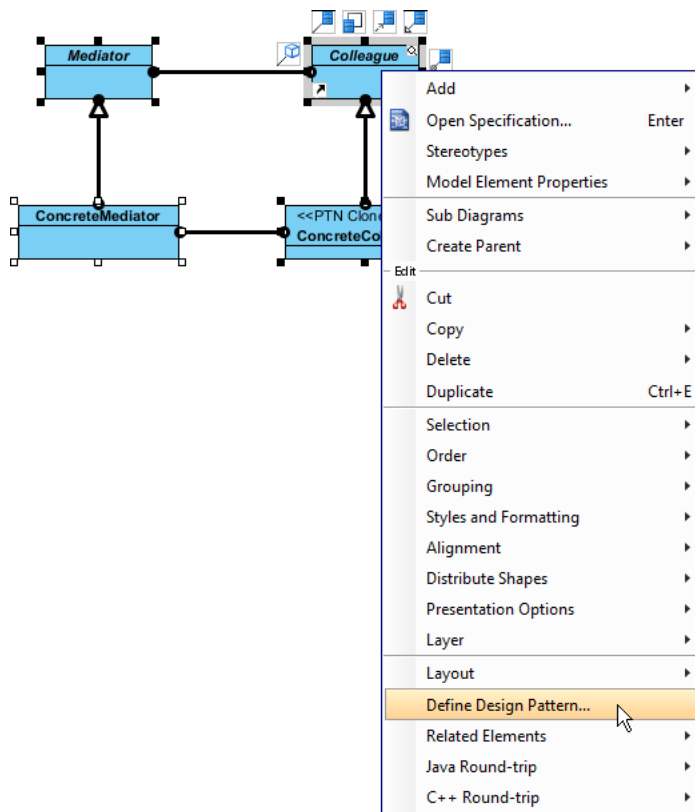 Mediator
Colleague
ConcreteMediator
<<PTN Clon
ConcreteCo
Add
Open Specification... Enter
Stereotypes
Model Element Properties
Sub Diagrams
Create Parent
Edit
Cut
Copy
Delete
Duplicate Ctrl+E
Selection
Order
Grouping
Styles and Formatting
Alignment
Distribute Shapes
Presentation Options
Layer
Layout
Define Design Pattern...
Related Elements
Java Round-trip
C++ Round-trip